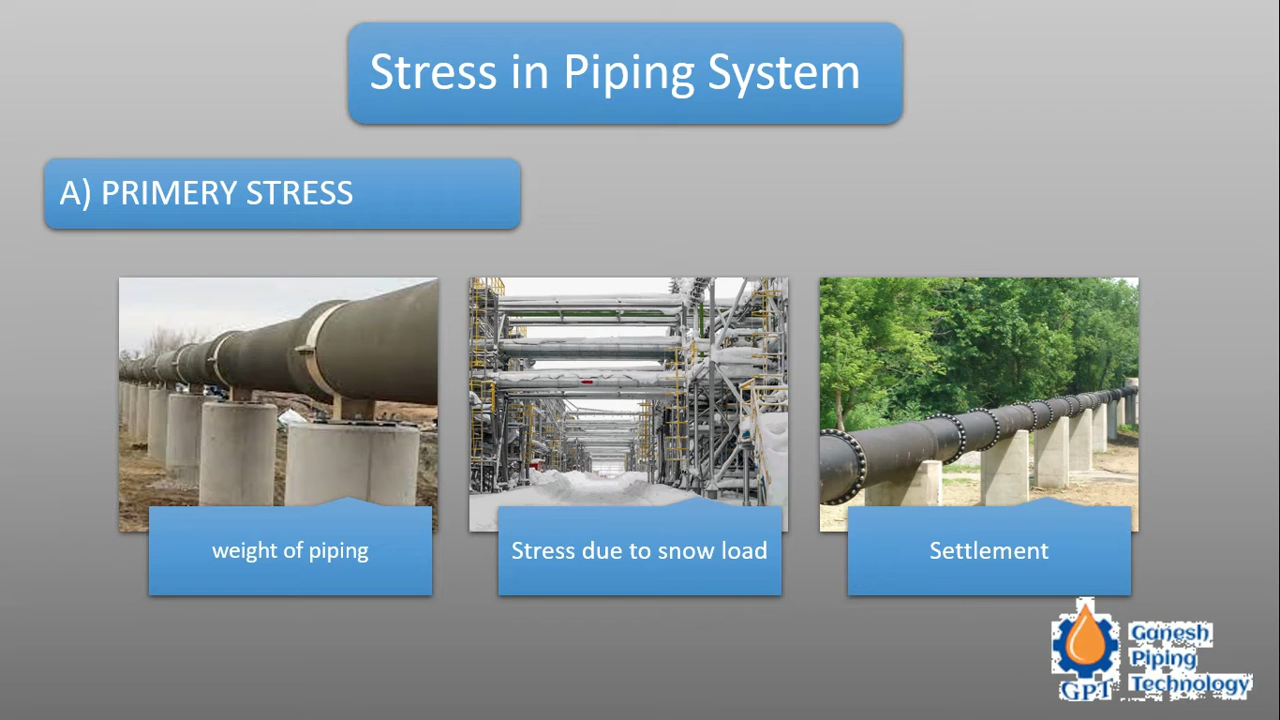 Stress in Piping System
A) PRIMERY STRESS
weight of piping
Stress due to snow load
Settlement
GPT
Ganesh
Piping
Technology